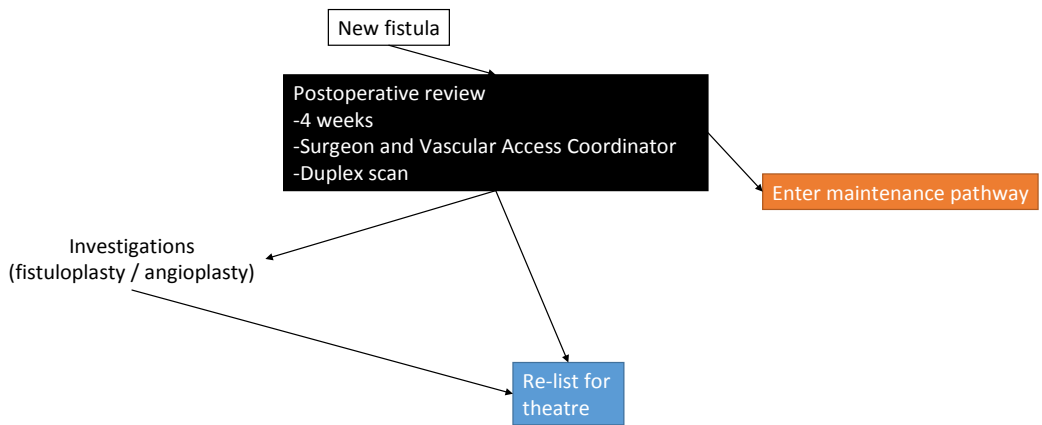 New fistula
Postoperative review
-4 weeks
-Surgeon and Vascular Access Coordinator
-Duplex scan
Enter maintenance pathway
Investigations
(fistuloplasty / angioplasty)
Re-list for
theatre